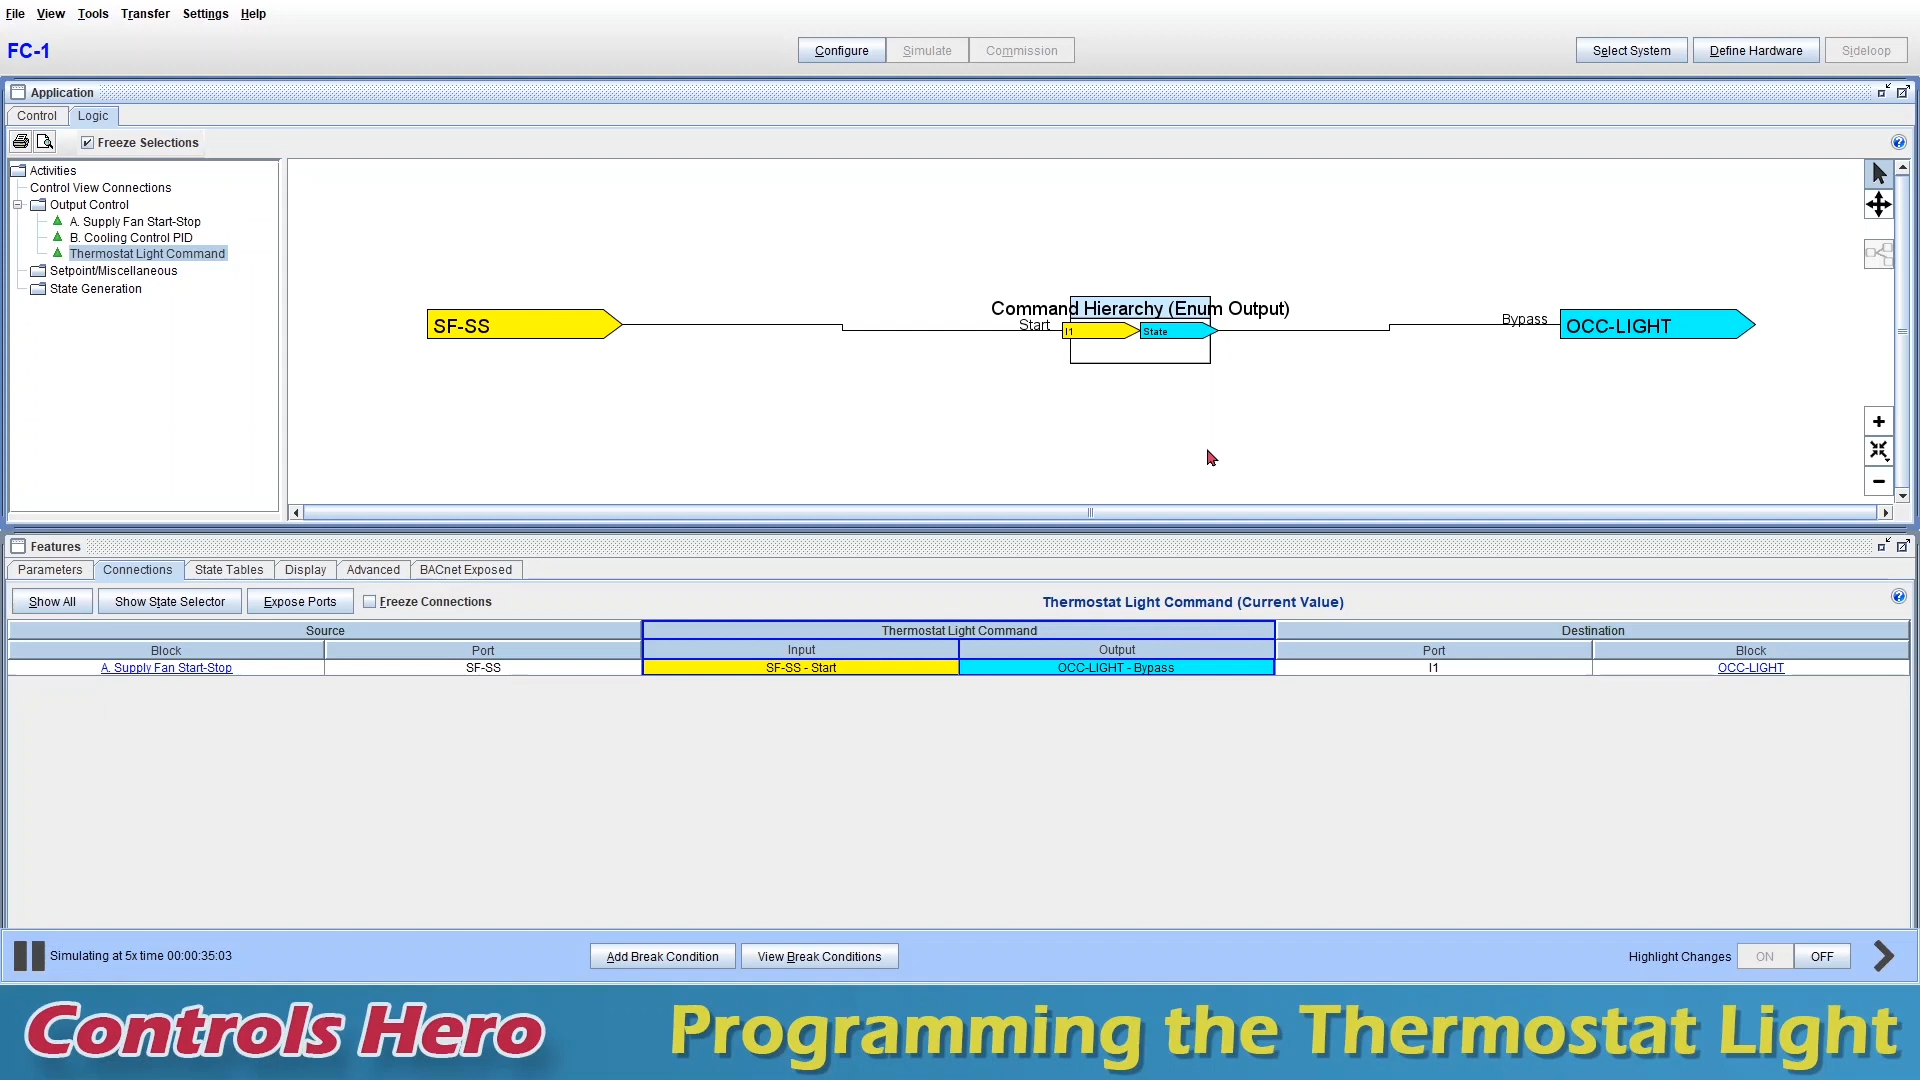 File View Tools Transfer Settings Help
FC-1
Configure Simulate Commission
Select System Define Hardware Sideloop
Application
Control Logic
Freeze Selections
Activities
Control View Connections
Output Control
A. Supply Fan Start-Stop
B. Cooling Control PID
Thermostat Light Command
Setpoint/Miscellaneous
State Generation
SF-SS
Command Hierarchy (Enum Output)
Start
I1 State
Bypass
OCC-LIGHT
Features
Parameters Connections State Tables Display Advanced BACnet Exposed
Show All Show State Selector Expose Ports Freeze Connections
Thermostat Light Command (Current Value)
Source Thermostat Light Command Destination
Block Port Input Output Port Block
A. Supply Fan Start-Stop SF-SS SF-SS - Start OCC-LIGHT - Bypass I1 OCC-LIGHT
Simulating at 5x time 00:00:35:03
Add Break Condition View Break Conditions
Highlight Changes ON OFF
Controls Hero
Programming the Thermostat Light